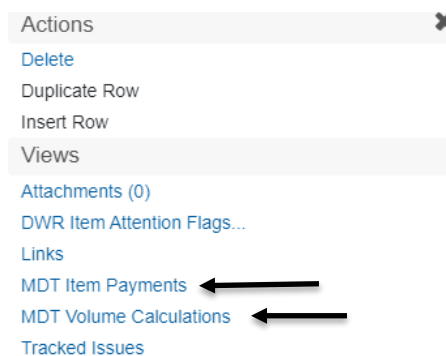 Actions
Delete
Duplicate Row
Insert Row
Views
Attachments (0)
DWR Item Attention Flags...
Links
MDT Item Payments
MDT Volume Calculations
Tracked Issues